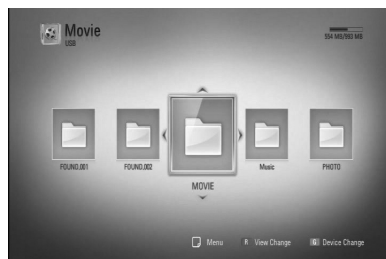 Movie
USB
554 MB/993 MB
FOUND.001
FOUND.002
MOVIE
Music
PHOTO
Menu
R View Change
G Device Change